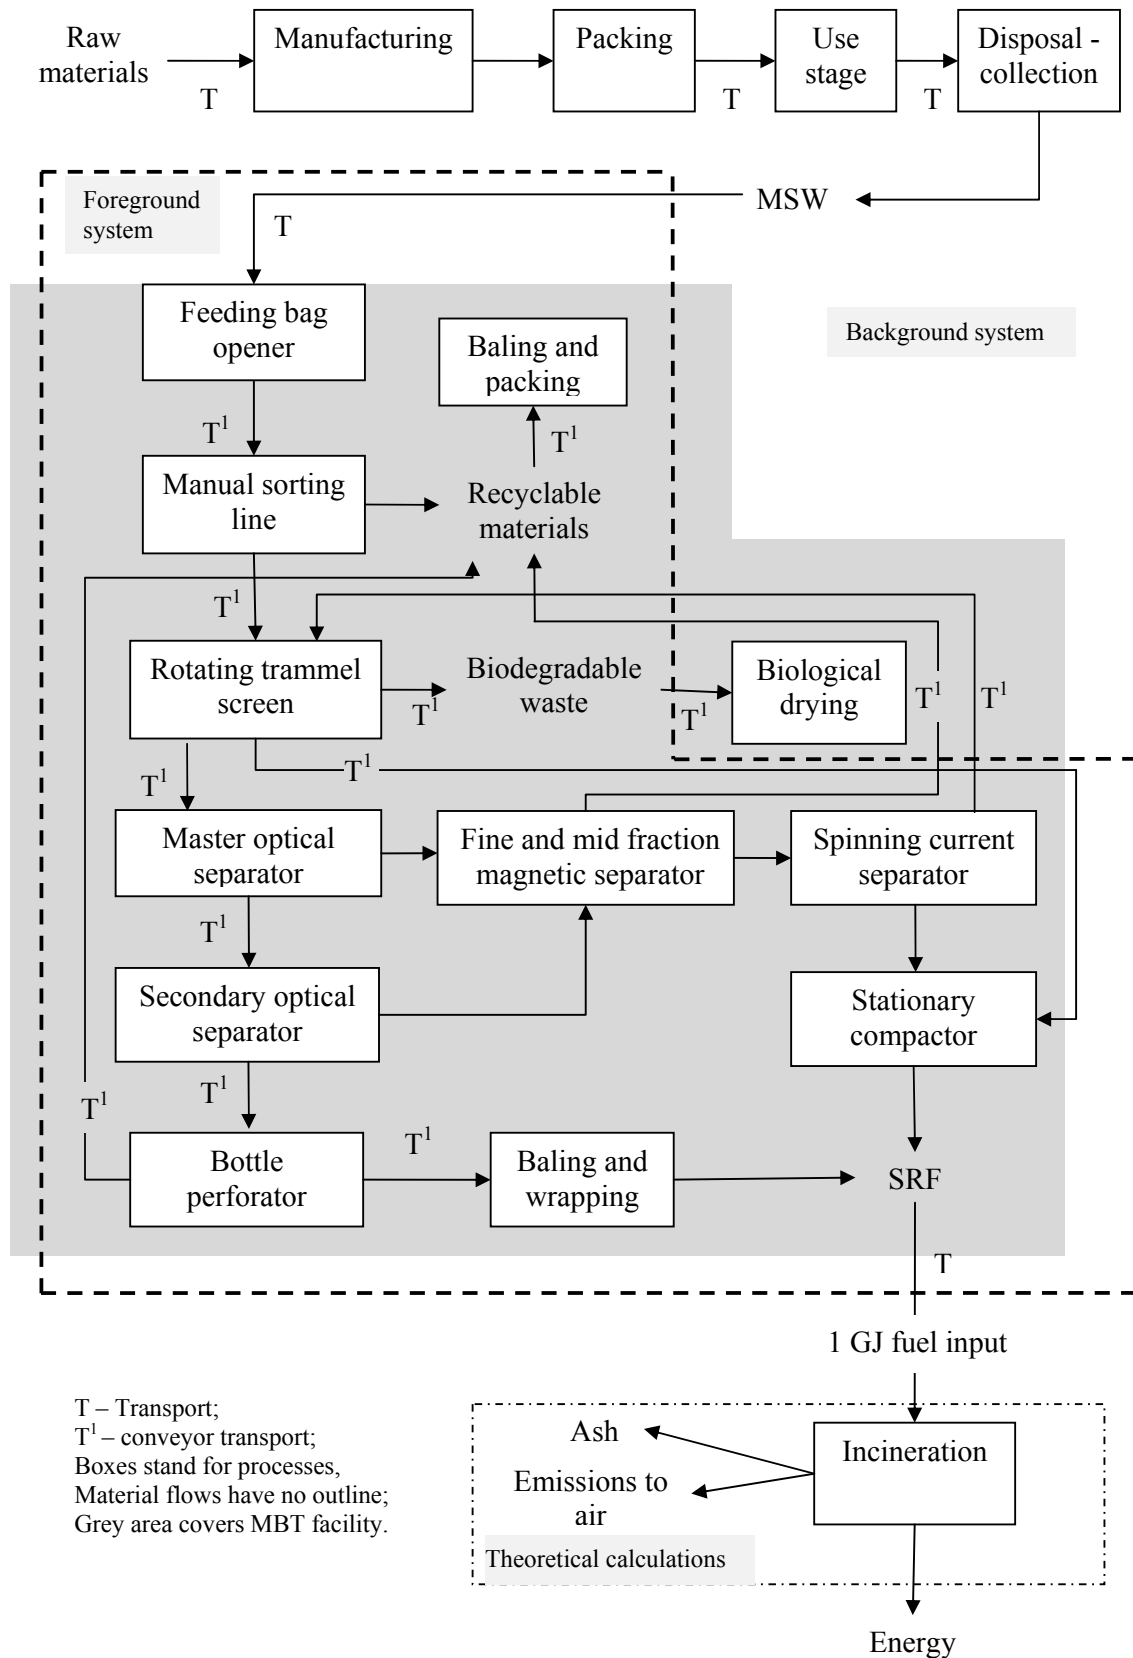 Raw
materials
T
Manufacturing
Packing
T
Use
stage
T
Disposal -
collection
MSW
Foreground
system
T
Background system
Feeding bag
opener
Baling and
packing
T¹
T¹
Manual sorting
line
Recyclable
materials
T¹
Rotating trammel
screen
T¹
Biodegradable
waste
T¹
Biological
drying
T¹
T¹
T¹
T¹
Master optical
separator
Fine and mid fraction
magnetic separator
Spinning current
separator
T¹
Secondary optical
separator
Stationary
compactor
T¹
T¹
Bottle
perforator
T¹
Baling and
wrapping
SRF
T
1 GJ fuel input
T – Transport;
T¹ – conveyor transport;
Boxes stand for processes,
Material flows have no outline;
Grey area covers MBT facility.
Ash
Emissions to
air
Incineration
Theoretical calculations
Energy